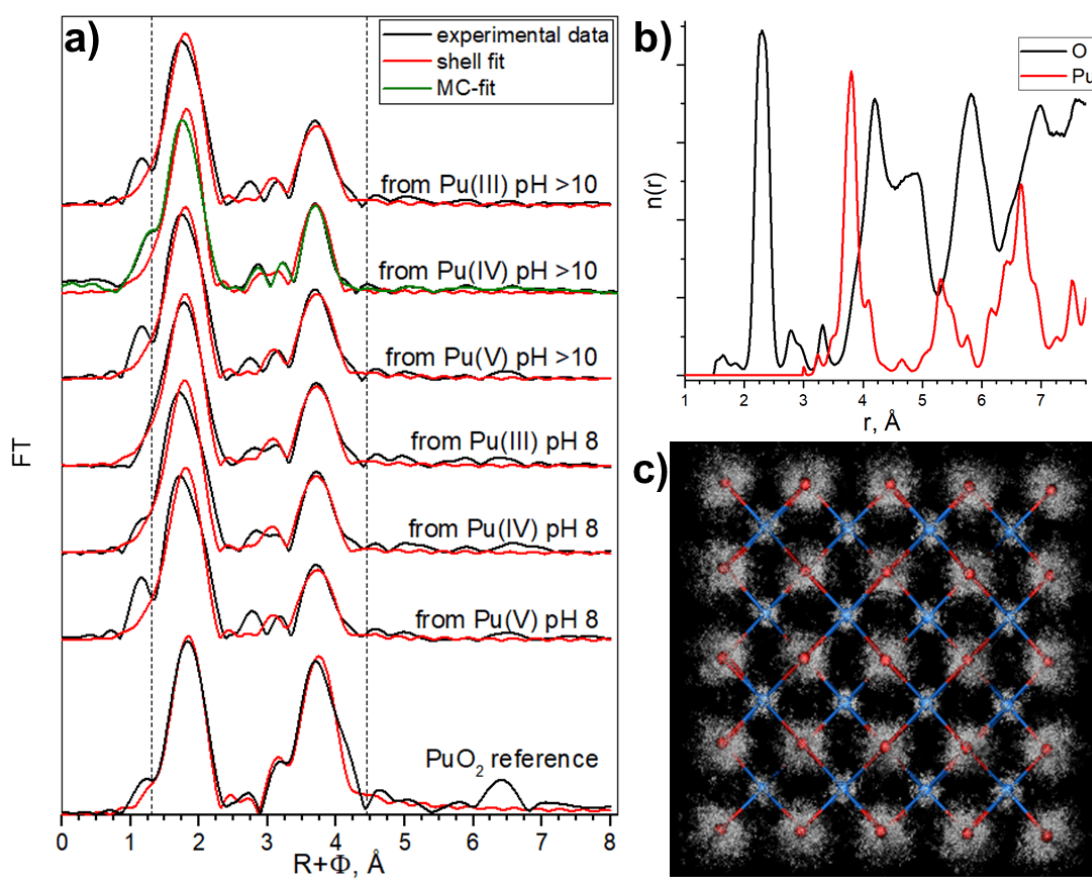 a)
experimental data
shell fit
MC-fit
from Pu(III) pH >10
from Pu(IV) pH >10
from Pu(V) pH >10
from Pu(III) pH 8
from Pu(IV) pH 8
from Pu(V) pH 8
PuO₂ reference
FT
0 1 2 3 4 5 6 7 8
R+Φ, Å
b)
O
Pu
n(r)
1 2 3 4 5 6 7
r, Å
c)